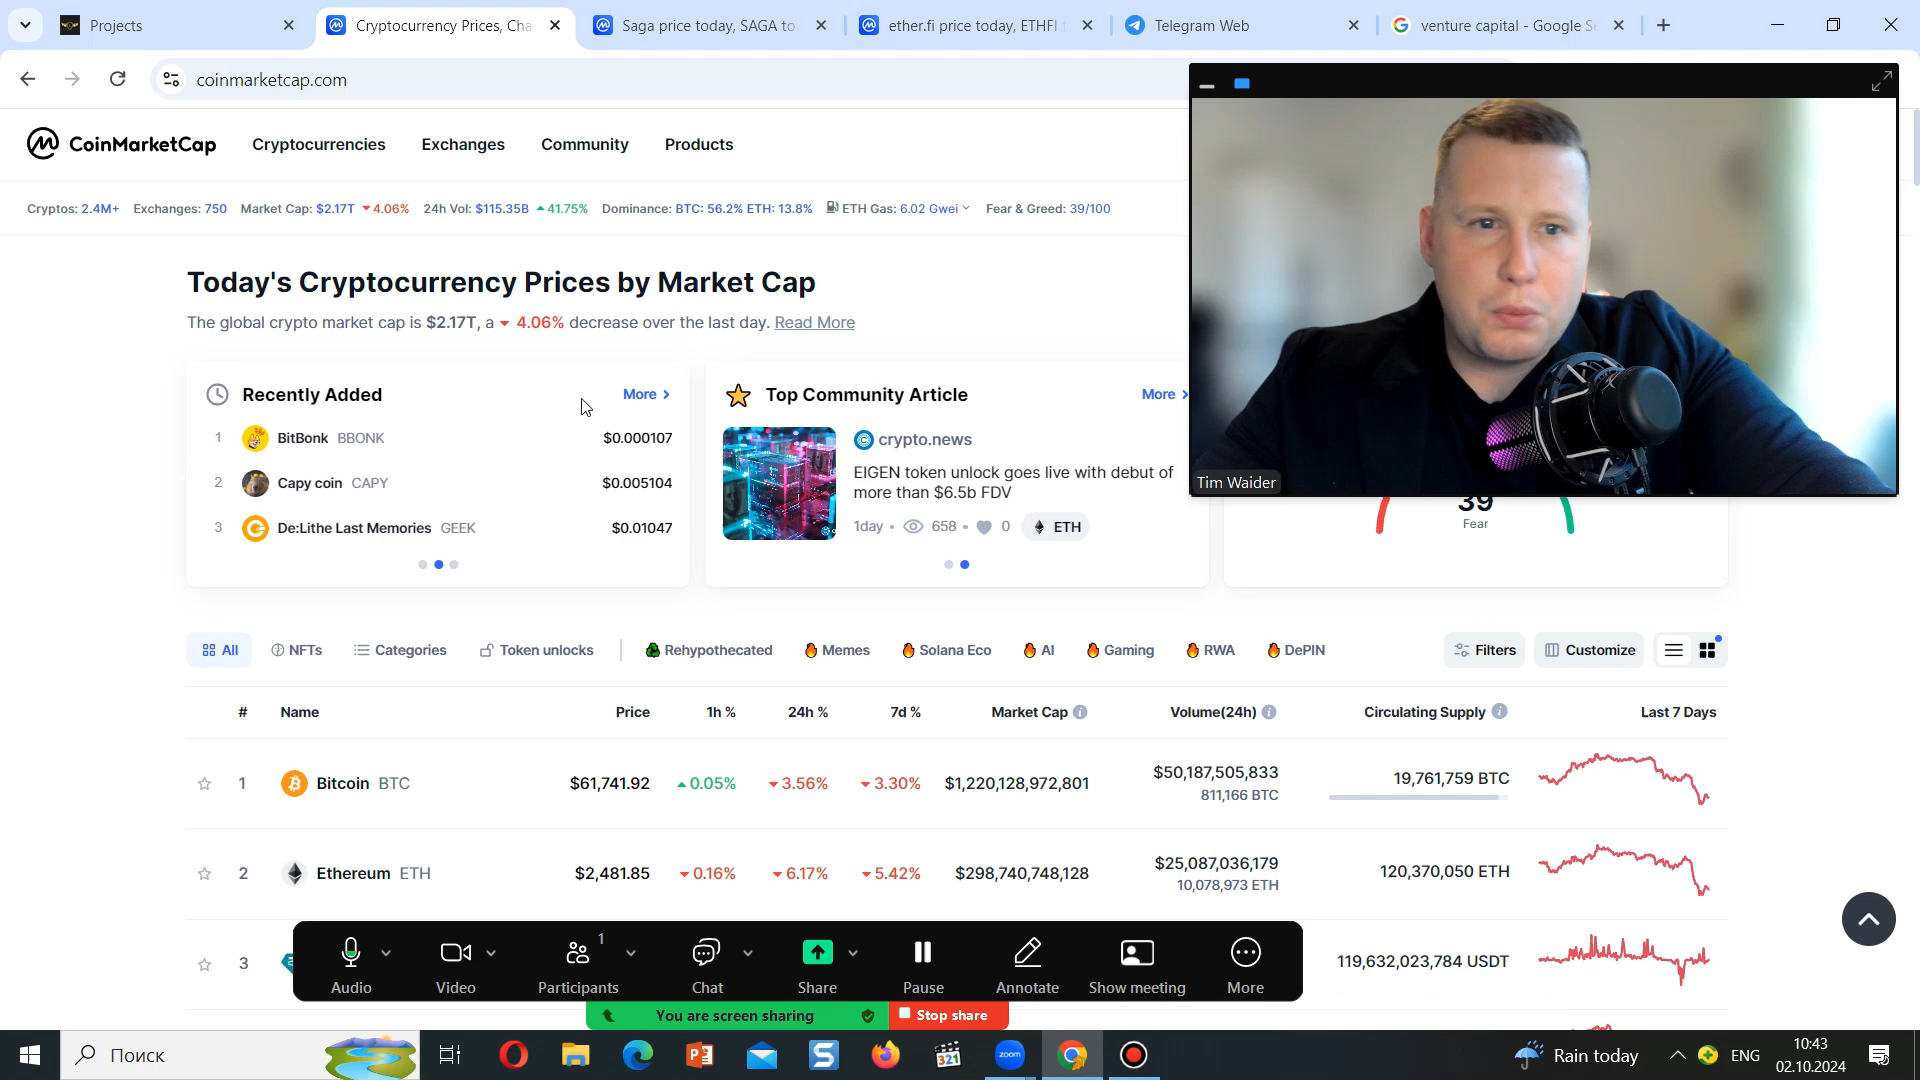 Projects
Cryptocurrency Prices, Cha
Saga price today, SAGA to
ether.fi price today, ETHFI t
Telegram Web
venture capital - Google Se
coinmarketcap.com
CoinMarketCap
Cryptocurrencies
Exchanges
Community
Products
Cryptos: 2.4M+ Exchanges: 750 Market Cap: $2.17T 4.06% 24h Vol: $115.35B 41.75% Dominance: BTC: 56.2% ETH: 13.8% ETH Gas: 6.02 Gwei Fear & Greed: 39/100
Today's Cryptocurrency Prices by Market Cap
The global crypto market cap is $2.17T, a 4.06% decrease over the last day. Read More
Recently Added More
1 BitBonk BBONK $0.000107
2 Capy coin CAPY $0.005104
3 De:Lithe Last Memories GEEK $0.01047
Top Community Article More
crypto.news
EIGEN token unlock goes live with debut of
more than $6.5b FDV
1day • 658 • 0 ETH
Tim Waider
39
Fear
All NFTs Categories Token unlocks Rehypothecated Memes Solana Eco AI Gaming RWA DePIN Filters Customize
# Name Price 1h % 24h % 7d % Market Cap Volume(24h) Circulating Supply Last 7 Days
1 Bitcoin BTC $61,741.92 0.05% 3.56% 3.30% $1,220,128,972,801 $50,187,505,833 19,761,759 BTC
811,166 BTC
2 Ethereum ETH $2,481.85 0.16% 6.17% 5.42% $298,740,748,128 $25,087,036,179 120,370,050 ETH
10,078,973 ETH
3 119,632,023,784 USDT
1
Audio Video Participants Chat Share Pause Annotate Show meeting More
You are screen sharing Stop share
Поиск
321
zoom
Rain today
ENG
10:43
02.10.2024